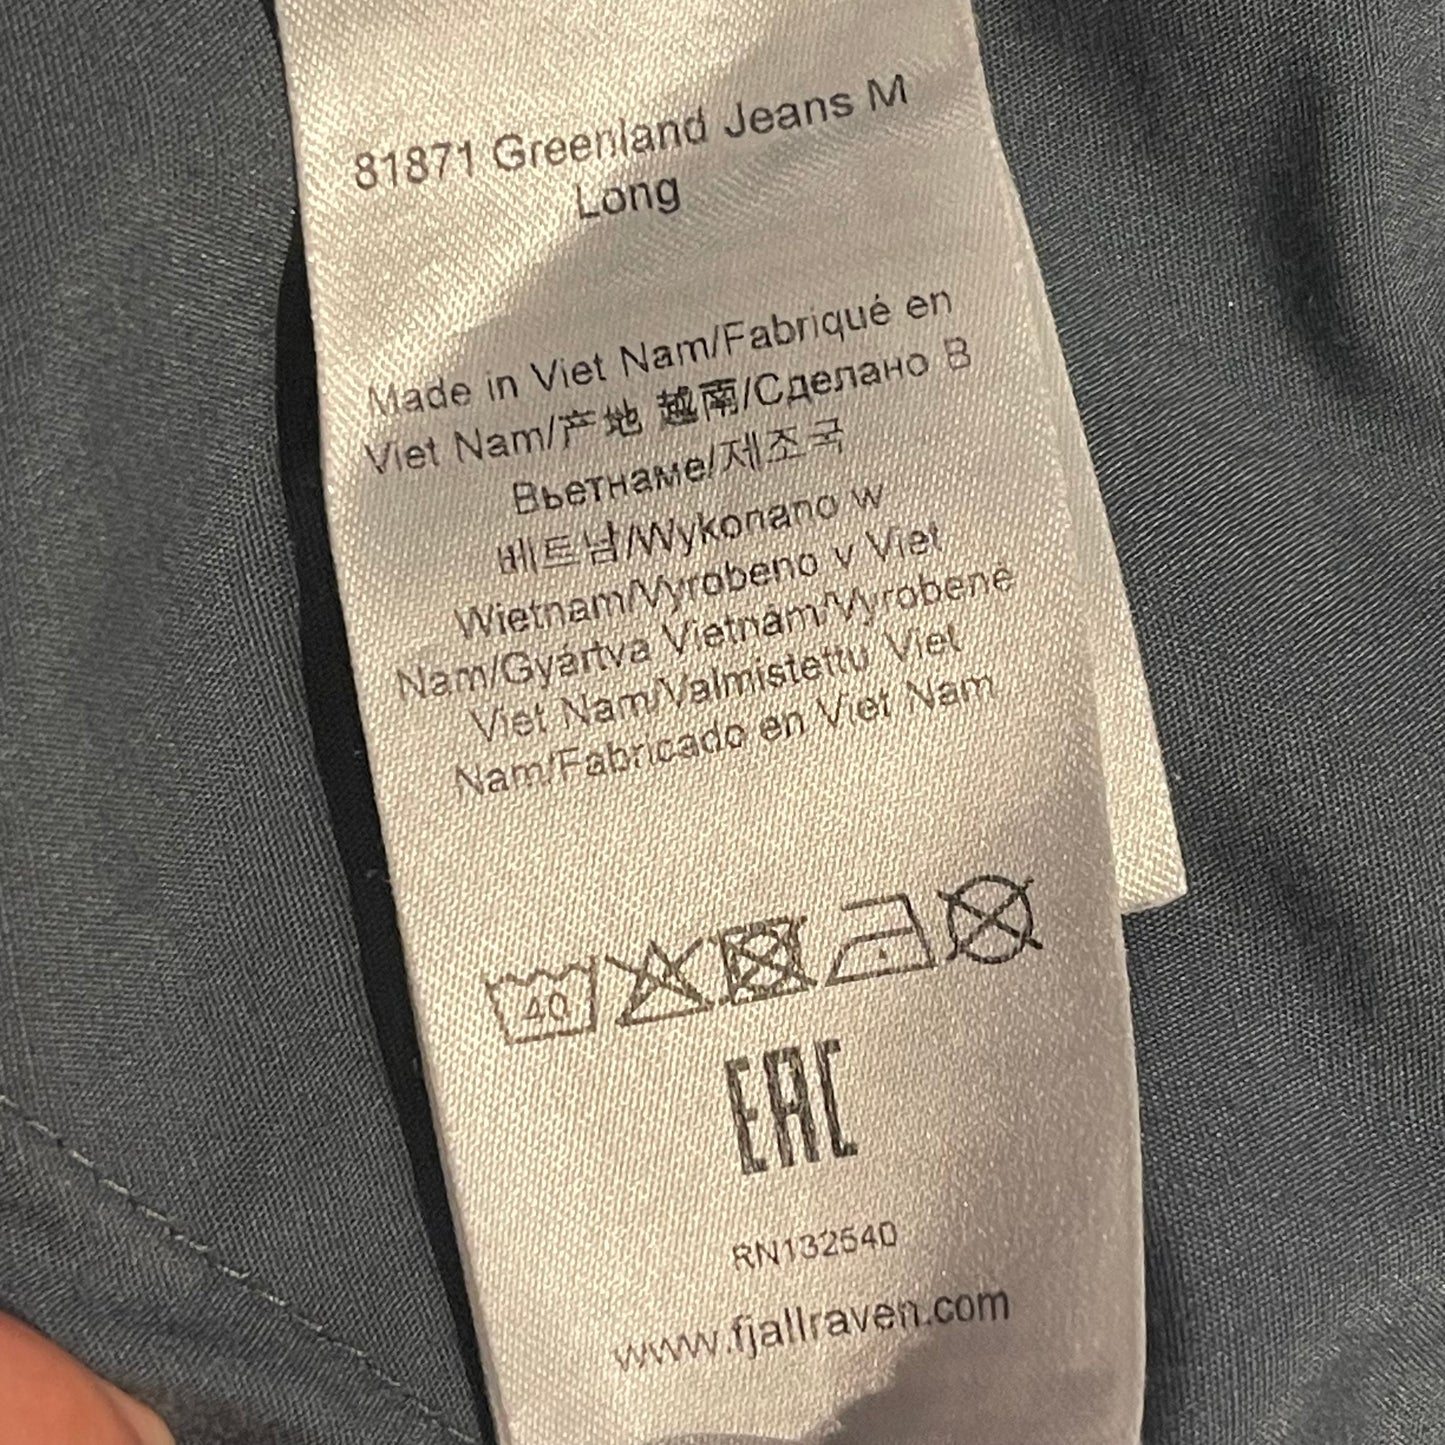 81871 Greenland Jeans M
Long
Made in Viet Nam/Fabriqué en
Viet Nam/产地 越南/Сделано В
Вьетнаме/제조국
베트남/Wykonano w
Wietnam/Vyrobeno v Viet
Nam/Gyártva Vietnám/Vyrobené
Viet Nam/Valmistettu Viet
Nam/Fabricado en Viet Nam
40
EAC
RN132540
www.fjallraven.com